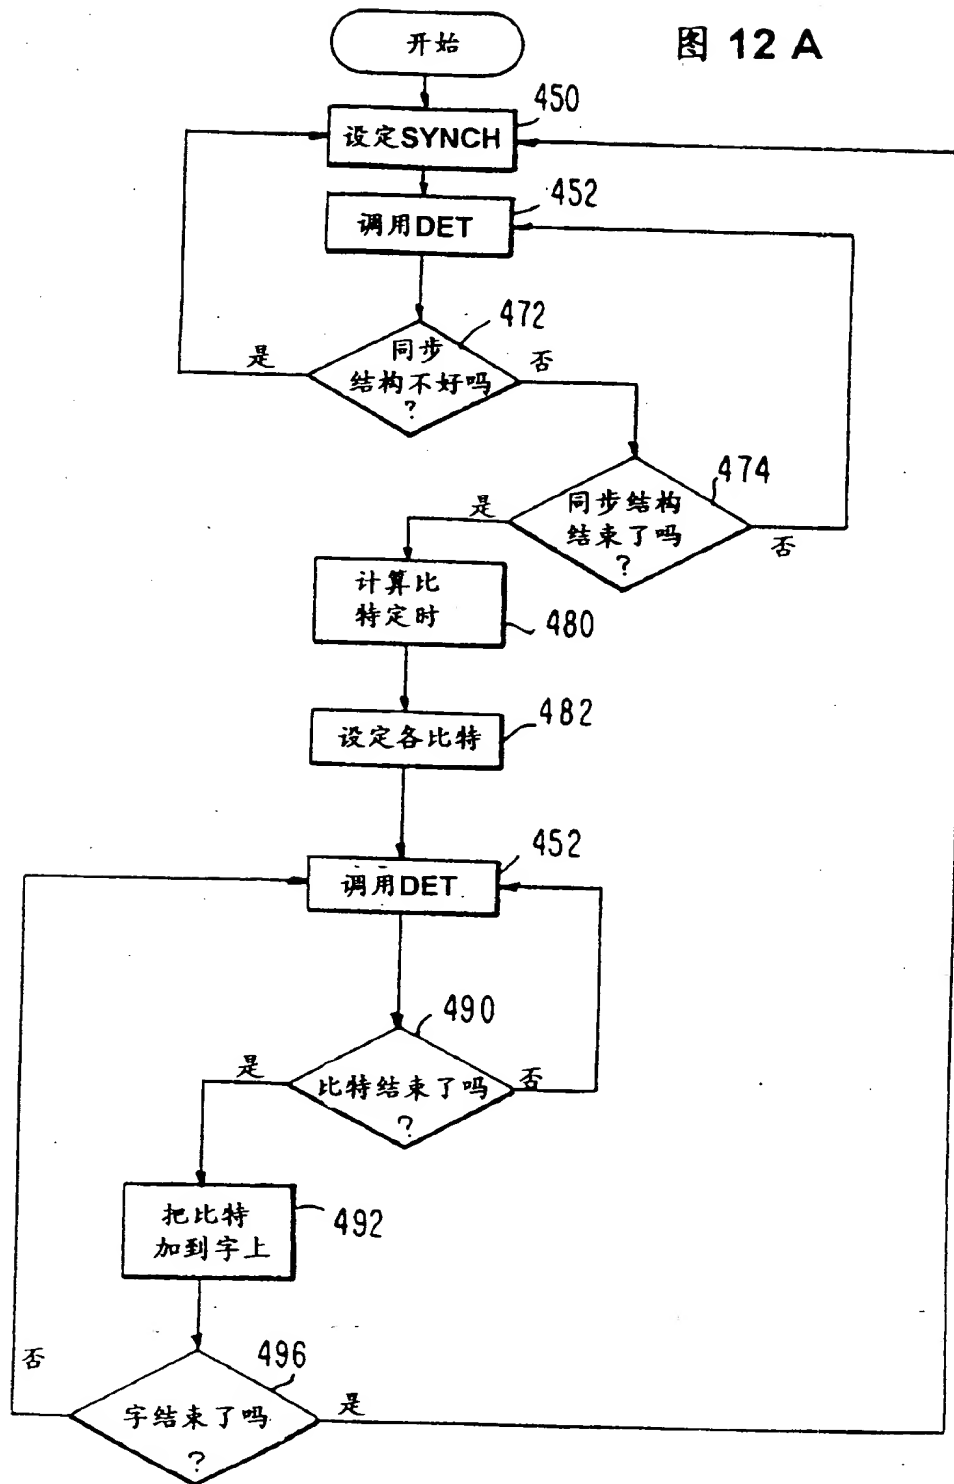 图 12 A
开始
450
设定SYNCH
452
调用DET
472
是
同步
结构不好吗
?
否
474
是
同步结构
结束了吗
?
否
计算比
特定时
480
482
设定各比特
452
调用DET
490
是
比特结束了吗
?
否
把比特
加到字上
492
否
496
字结束了吗
?
是